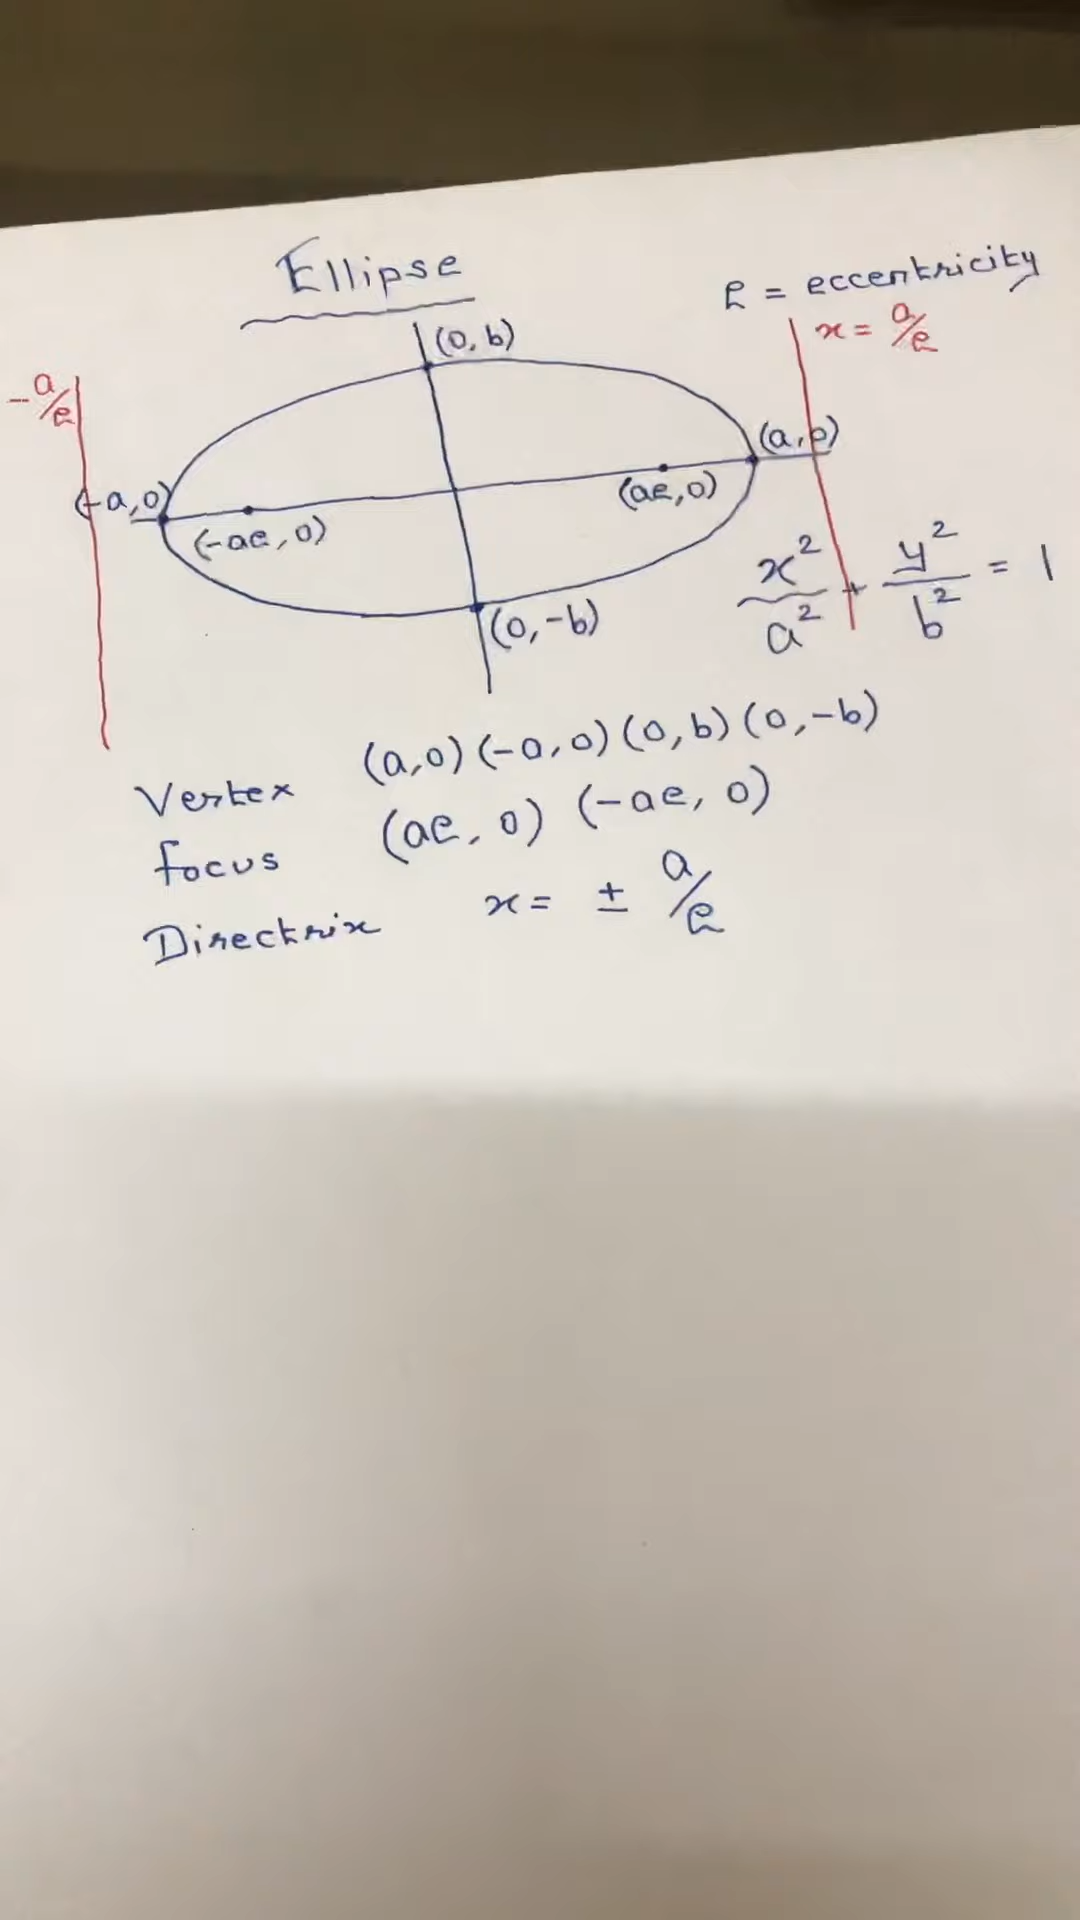 Ellipse
e = eccentricity
x = a/e
(0, b)
-a/e
(a, 0)
(-a, 0)
(ae, 0)
(-ae, 0)
x²/a² + y²/b² = 1
(0, -b)
Vertex (a, 0) (-a, 0) (0, b) (0, -b)
focus (ae, 0) (-ae, 0)
Directrix x = ± a/e